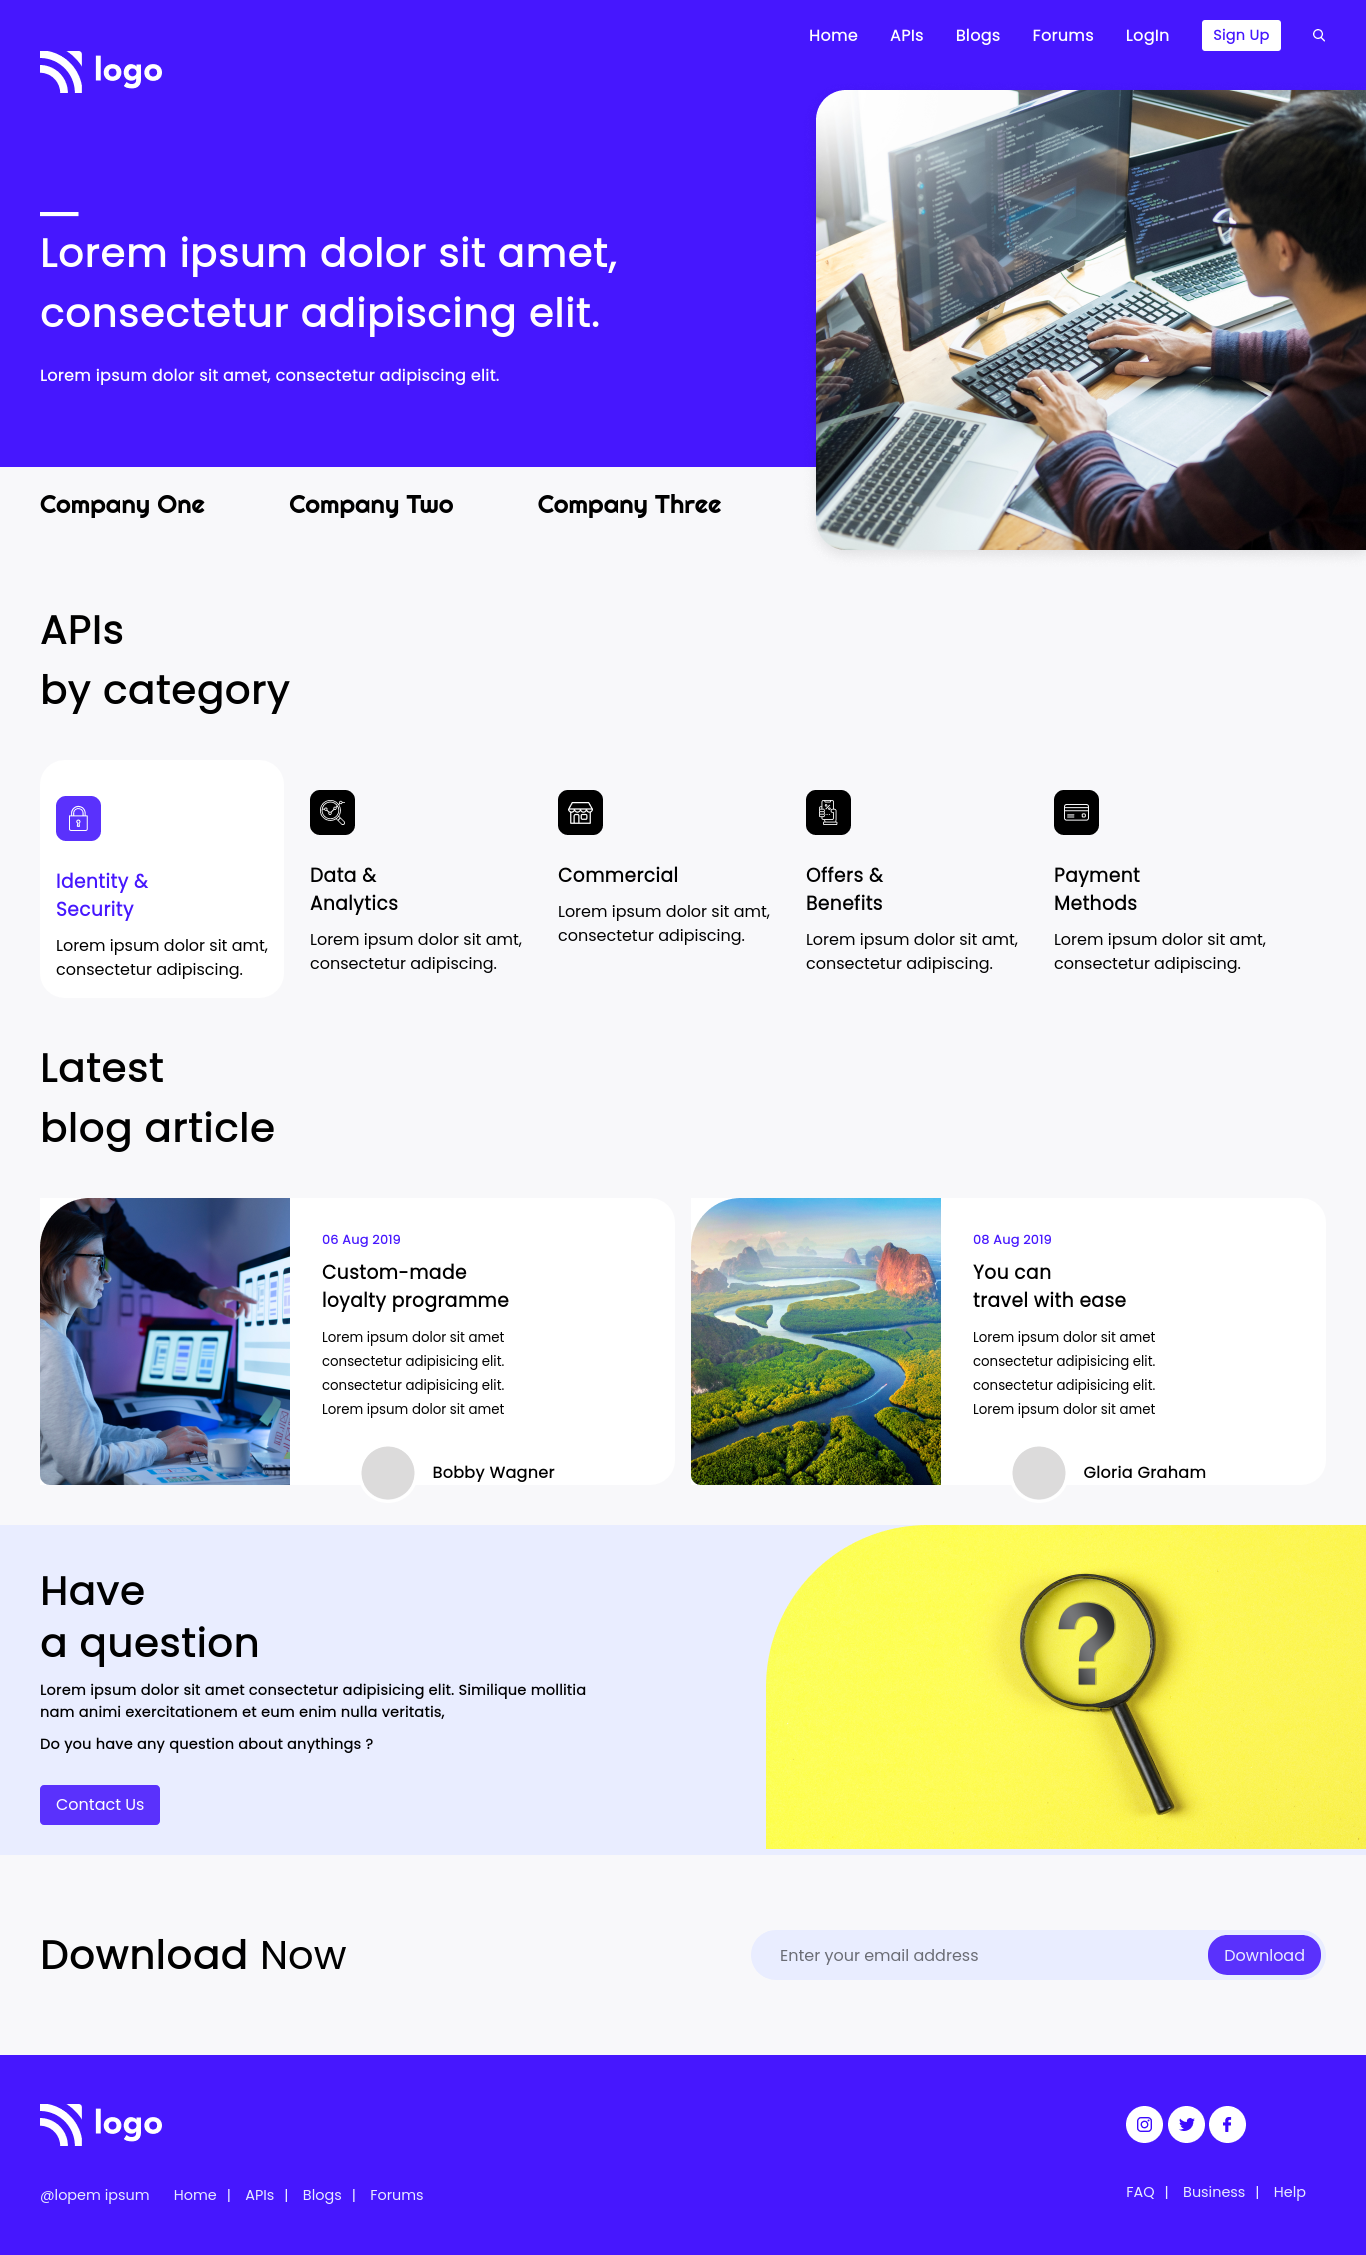 Home APIs Blogs Forums LogIn Sign Up
logo
Lorem ipsum dolor sit amet,
consectetur adipiscing elit.
Lorem ipsum dolor sit amet, consectetur adipiscing elit.
Company One Company Two Company Three
APIs
by category
Identity &
Security
Lorem ipsum dolor sit amt,
consectetur adipiscing.
Data &
Analytics
Lorem ipsum dolor sit amt,
consectetur adipiscing.
Commercial
Lorem ipsum dolor sit amt,
consectetur adipiscing.
Offers &
Benefits
Lorem ipsum dolor sit amt,
consectetur adipiscing.
Payment
Methods
Lorem ipsum dolor sit amt,
consectetur adipiscing.
Latest
blog article
06 Aug 2019
Custom-made
loyalty programme
Lorem ipsum dolor sit amet
consectetur adipisicing elit.
consectetur adipisicing elit.
Lorem ipsum dolor sit amet
Bobby Wagner
08 Aug 2019
You can
travel with ease
Lorem ipsum dolor sit amet
consectetur adipisicing elit.
consectetur adipisicing elit.
Lorem ipsum dolor sit amet
Gloria Graham
Have
a question
Lorem ipsum dolor sit amet consectetur adipisicing elit. Similique mollitia
nam animi exercitationem et eum enim nulla veritatis,
Do you have any question about anythings ?
Contact Us
?
Download Now
Enter your email address
Download
logo
@lopem ipsum Home | APIs | Blogs | Forums
FAQ | Business | Help